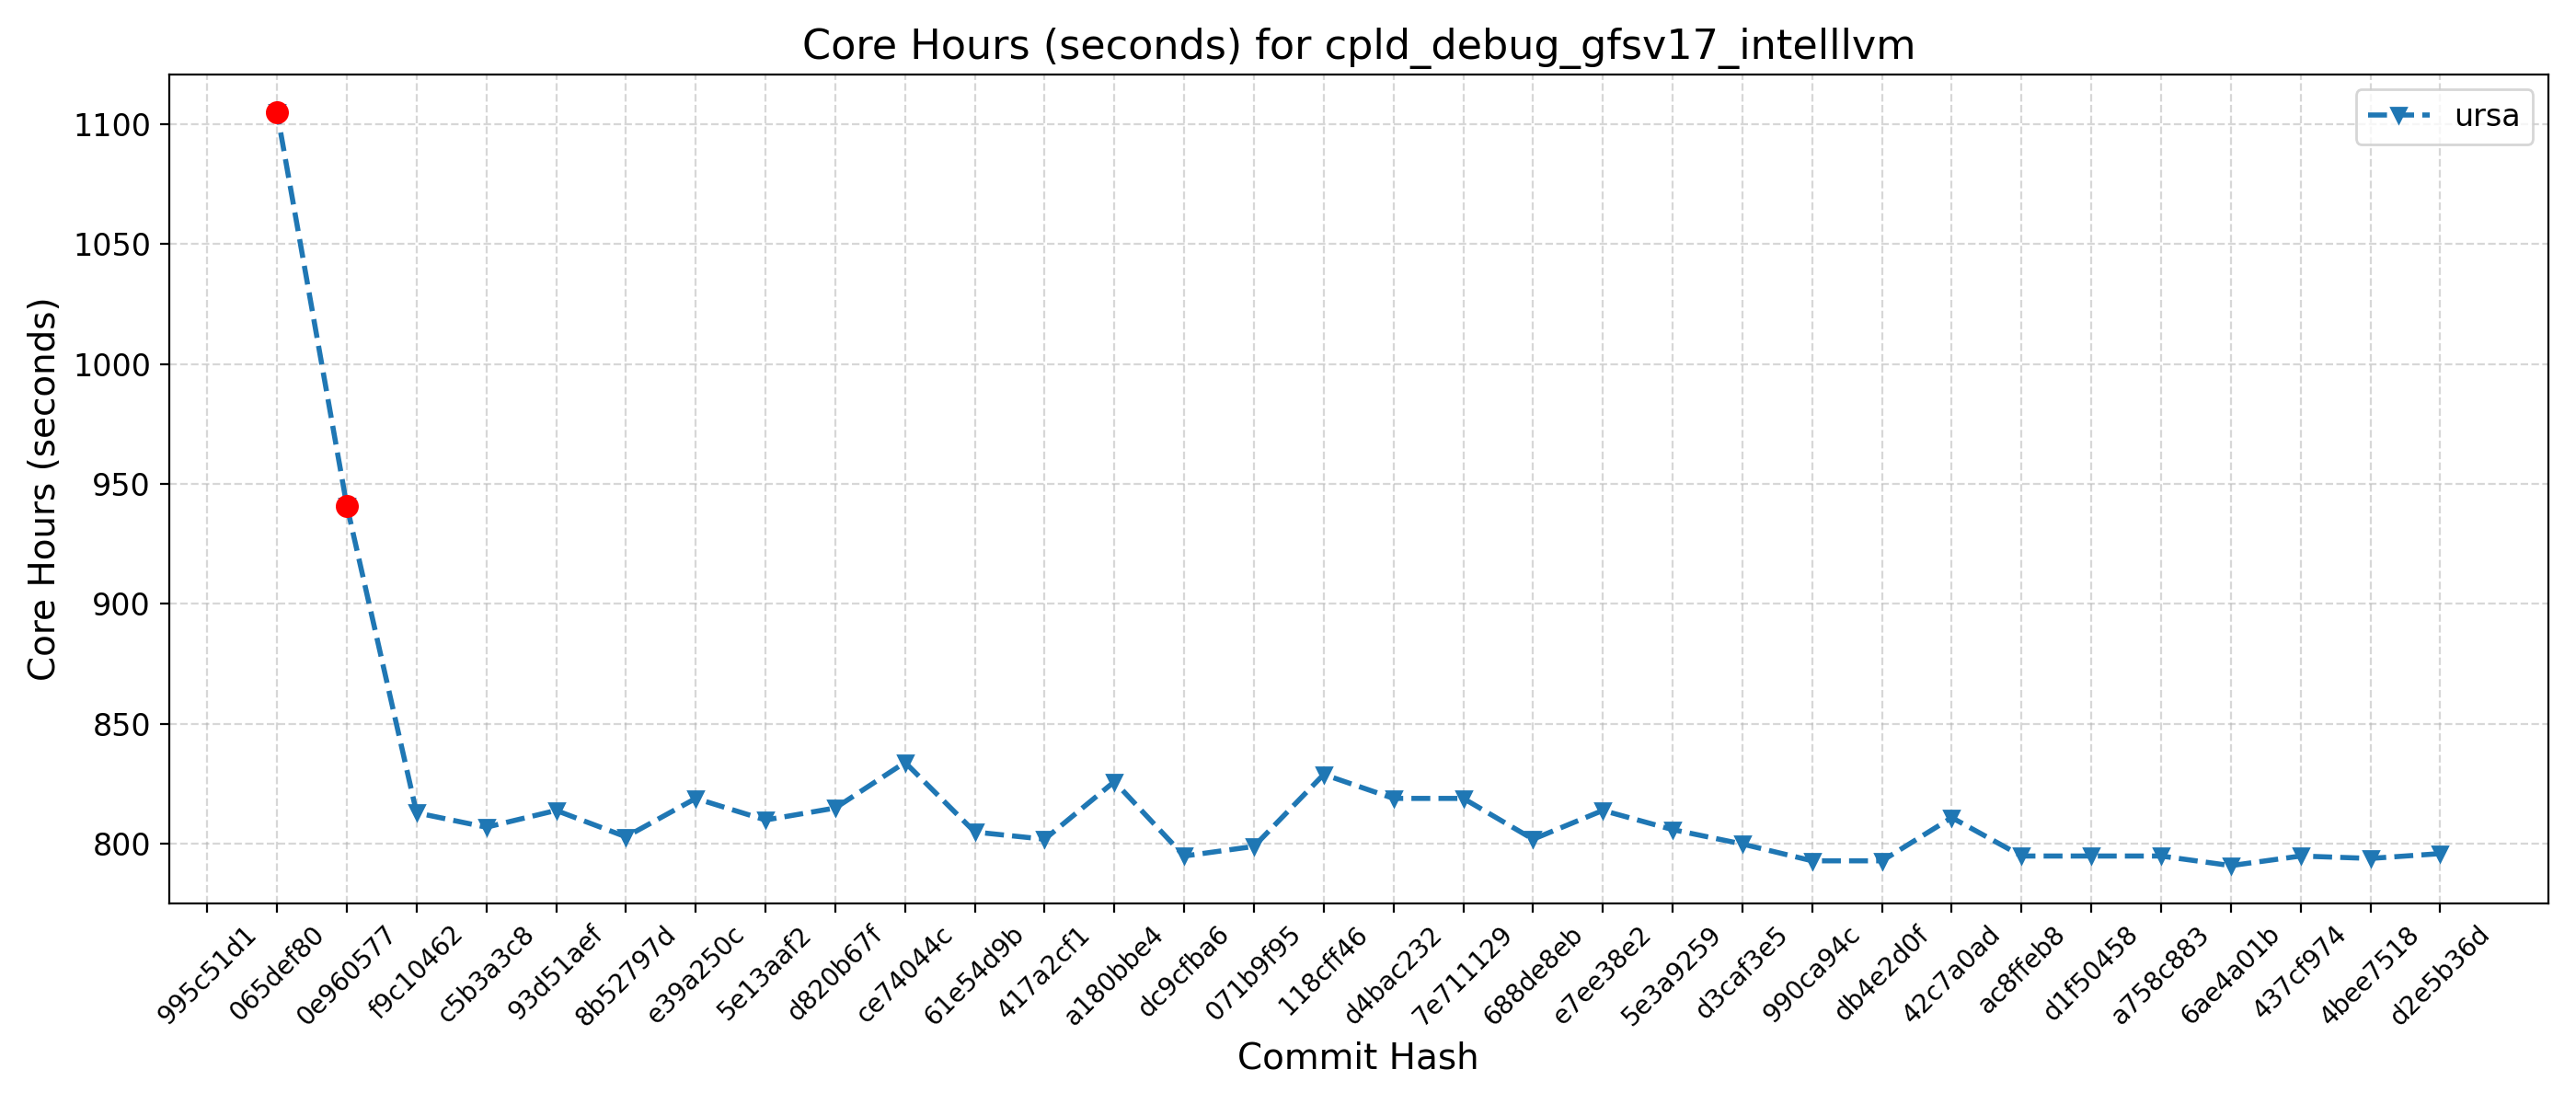 Core Hours (seconds) for cpld_debug_gfsv17_intelllvm
ursa
Core Hours (seconds)
1100
1050
1000
950
900
850
800
995c51d1
065def80
0e960577
f9c10462
c5b3a3c8
93d51aef
8b52797d
e39a250c
5e13aaf2
d820b67f
ce74044c
61e54d9b
417a2cf1
a180bbe4
dc9cfba6
071b9f95
118cff46
d4bac232
7e711129
688de8eb
e7ee38e2
5e3a9259
d3caf3e5
990ca94c
db4e2d0f
42c7a0ad
ac8ffeb8
d1f50458
a758c883
6ae4a01b
437cf974
4bee7518
d2e5b36d
Commit Hash